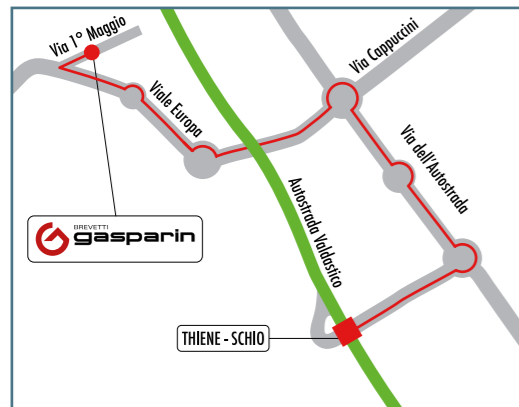 Via 1° Maggio
Viale Europa
Via Cappuccini
Via dell'Autostrada
Autostrada Valdastico
BREVETTI
gasparin
THIENE - SCHIO